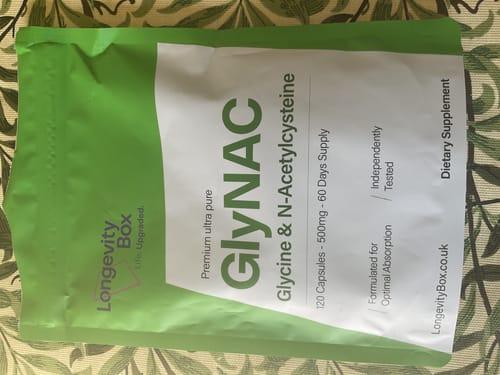 Longevity
Box
Life. Upgraded.
Premium ultra pure
GlyNAC
Glycine & N-Acetylcysteine
120 Capsules - 500mg - 60 Days Supply
Formulated for
Optimal Absorption
Independently
Tested
LongevityBox.co.uk
Dietary Supplement